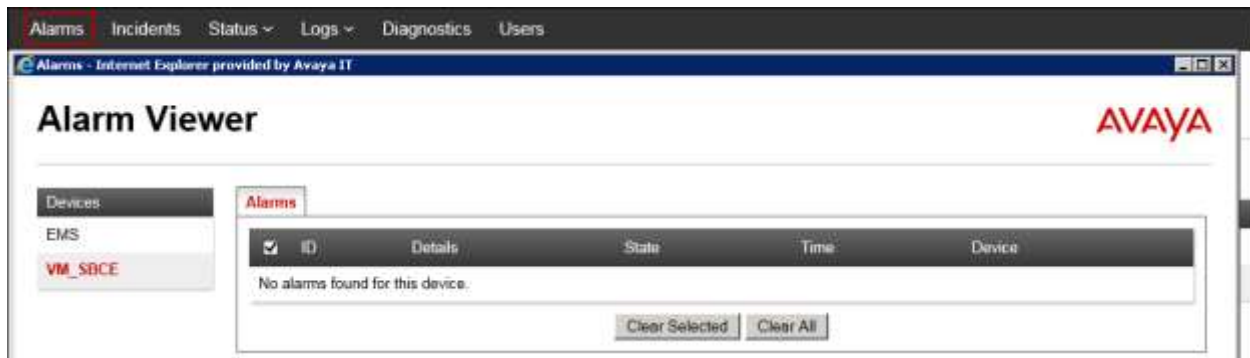 Alarms Incidents Status Logs Diagnostics Users
Alarms - Internet Explorer provided by Avaya IT
Alarm Viewer
AVAYA
Devices
EMS
VM_SBCE
Alarms
ID Details State Time Device
No alarms found for this device.
Clear Selected Clear All